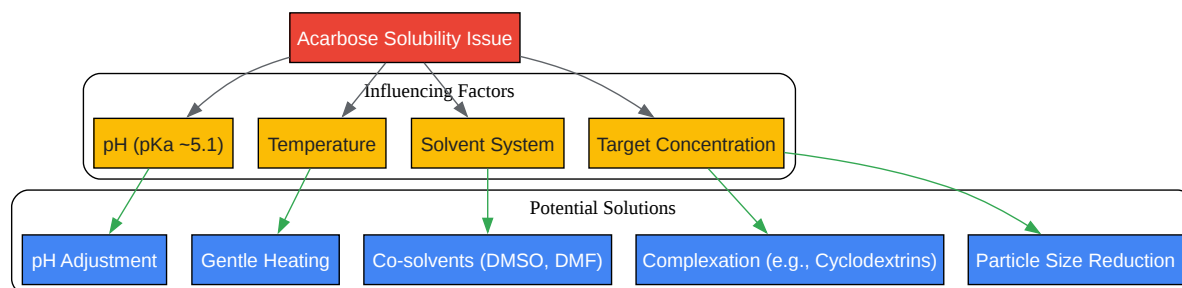 Acarbose Solubility Issue
Influencing Factors
pH (pKa ~5.1)
Temperature
Solvent System
Target Concentration
Potential Solutions
pH Adjustment
Gentle Heating
Co-solvents (DMSO, DMF)
Complexation (e.g., Cyclodextrins)
Particle Size Reduction